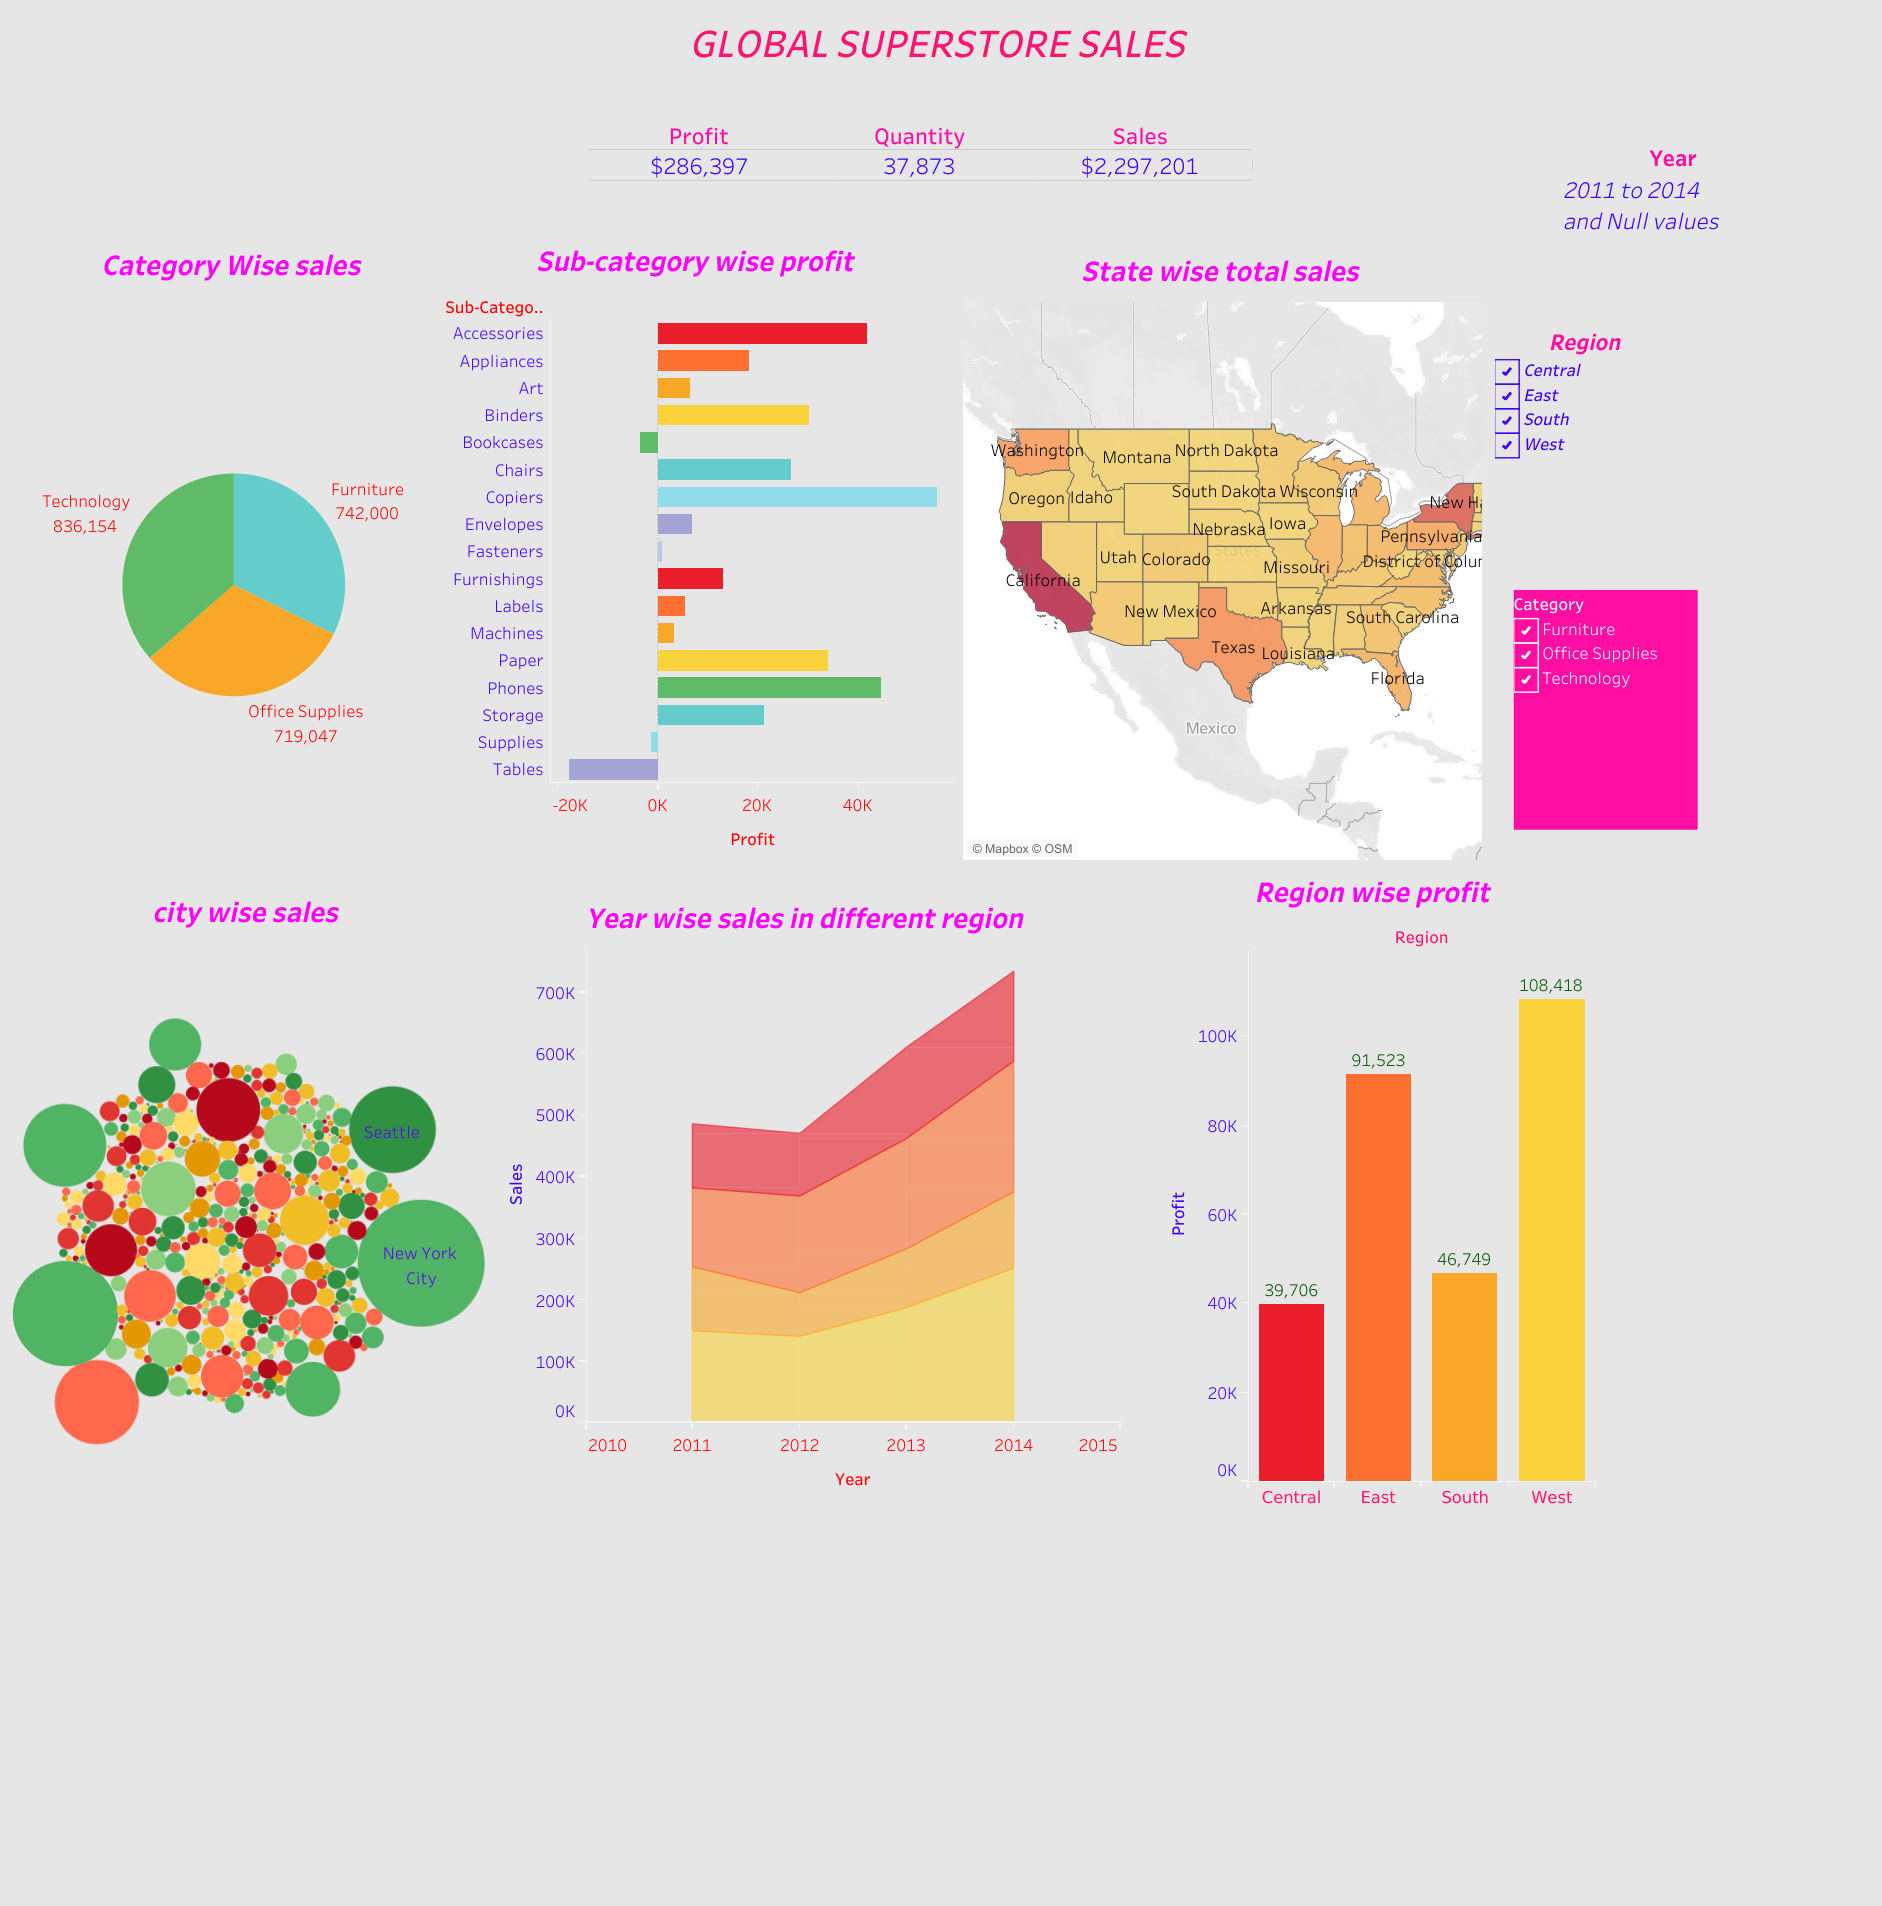 GLOBAL SUPERSTORE SALES
Profit Quantity Sales
$286,397 37,873 $2,297,201
Year
2011 to 2014
and Null values
Category Wise sales
Technology
836,154
Furniture
742,000
Office Supplies
719,047
Sub-category wise profit
Sub-Catego..
Accessories
Appliances
Art
Binders
Bookcases
Chairs
Copiers
Envelopes
Fasteners
Furnishings
Labels
Machines
Paper
Phones
Storage
Supplies
Tables
-20K 0K 20K 40K
Profit
State wise total sales
Washington
Montana
North Dakota
Oregon
Idaho
South Dakota
Wisconsin
New Ha
Nebraska
Iowa
Pennsylvania
States
Utah
Colorado
Missouri
District of Colum
California
New Mexico
Arkansas
South Carolina
Texas
Louisiana
Florida
Mexico
© Mapbox © OSM
Region
Central
East
South
West
Category
Furniture
Office Supplies
Technology
city wise sales
Seattle
New York
City
Year wise sales in different region
700K
600K
500K
400K
300K
200K
100K
0K
Sales
2010 2011 2012 2013 2014 2015
Year
Region wise profit
Region
100K
80K
60K
40K
20K
0K
Profit
39,706
91,523
46,749
108,418
Central East South West